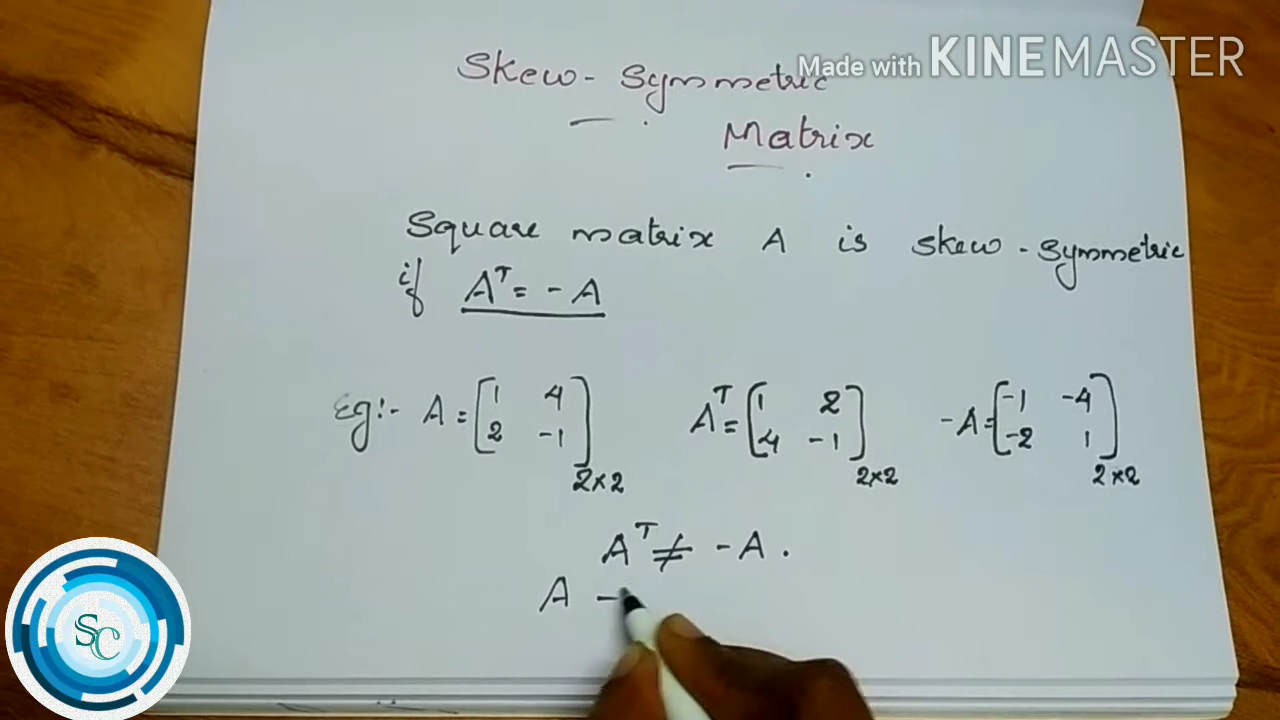 Made with KINEMASTER
Skew - Symmetric
Matrix
Square matrix A is skew - symmetric
if Aᵀ = - A
Eg:- A = [1 4; 2 -1] 2×2 Aᵀ = [1 2; 4 -1] 2×2 -A = [-1 -4; -2 1] 2×2
Aᵀ ≠ - A .
A -
SC